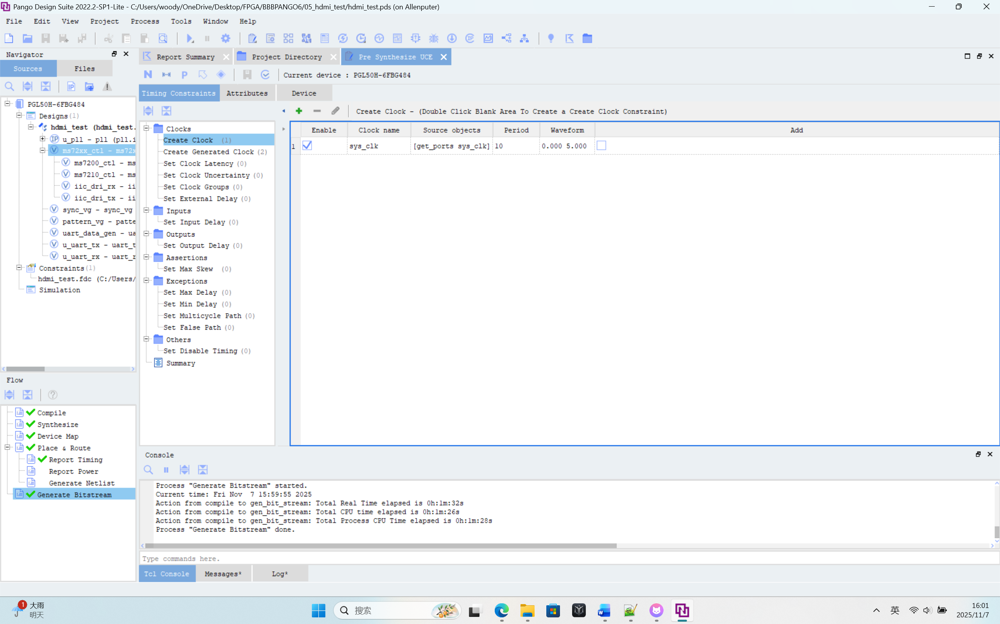 Pango Design Suite 2022.2-SP1-Lite - C:/Users/woody/OneDrive/Desktop/FPGA/BBBPANGO6/05_hdmi_test/hdmi_test.pds (on Allenputer)
File Edit View Project Process Tools Window Help
Navigator
Sources Files
PGL50H-6FBG484
Designs(1)
hdmi_test (hdmi_test.
u_pll - pll (pll.i
ms72xx_ctl - ms72x
ms7200_ctl - ms
ms7210_ctl - ms
iic_dri_rx - ii
iic_dri_tx - ii
sync_vg - sync_vg
pattern_vg - patte
uart_data_gen - ua
u_uart_tx - uart_t
u_uart_rx - uart_r
Constraints(1)
hdmi_test.fdc (C:/Users/
Simulation
Flow
Compile
Synthesize
Device Map
Place & Route
Report Timing
Report Power
Generate Netlist
Generate Bitstream
Report Summary Project Directory Pre Synthesize UCE
Current device : PGL50H-6FBG484
Timing Constraints Attributes Device
Clocks
Create Clock (1)
Create Generated Clock (2)
Set Clock Latency (0)
Set Clock Uncertainty (0)
Set Clock Groups (0)
Set External Delay (0)
Inputs
Set Input Delay (0)
Outputs
Set Output Delay (0)
Assertions
Set Max Skew (0)
Exceptions
Set Max Delay (0)
Set Min Delay (0)
Set Multicycle Path (0)
Set False Path (0)
Others
Set Disable Timing (0)
Summary
Create Clock - (Double Click Blank Area To Create a Create Clock Constraint)
Enable Clock name Source objects Period Waveform Add
1 sys_clk [get_ports sys_clk] 10 0.000 5.000
Console
Process "Generate Bitstream" started.
Current time: Fri Nov  7 15:59:55 2025
Action from compile to gen_bit_stream: Total Real Time elapsed is 0h:1m:32s
Action from compile to gen_bit_stream: Total CPU time elapsed is 0h:1m:26s
Action from compile to gen_bit_stream: Total Process CPU Time elapsed is 0h:1m:28s
Process "Generate Bitstream" done.
Type commands here.
Tcl Console Messages* Log*
1 大雨
明天
搜索
英
16:01
2025/11/7